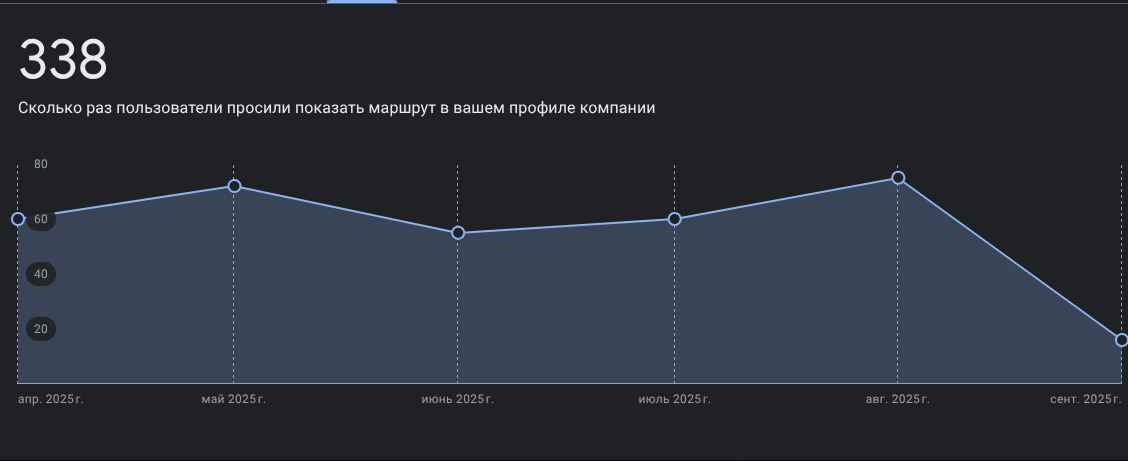 338
Сколько раз пользователи просили показать маршрут в вашем профиле компании
80
60
40
20
апр. 2025 г.
май 2025 г.
июнь 2025 г.
июль 2025 г.
авг. 2025 г.
сент. 2025 г.